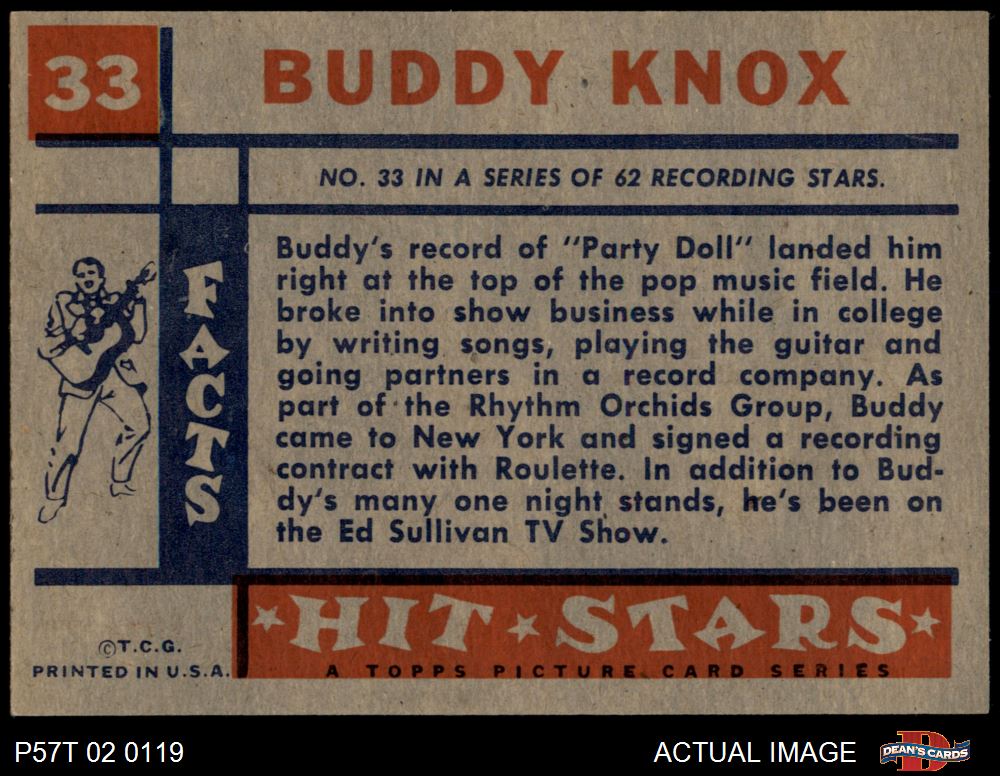 33
BUDDY KNOX
NO. 33 IN A SERIES OF 62 RECORDING STARS.
FACTS
Buddy's record of "Party Doll" landed him
right at the top of the pop music field. He
broke into show business while in college
by writing songs, playing the guitar and
going partners in a record company. As
part of the Rhythm Orchids Group, Buddy
came to New York and signed a recording
contract with Roulette. In addition to Bud-
dy's many one night stands, he's been on
the Ed Sullivan TV Show.
HIT STARS
A TOPPS PICTURE CARD SERIES
©T.C.G.
PRINTED IN U.S.A.
P57T 02 0119
ACTUAL IMAGE
D
DEAN'S CARDS